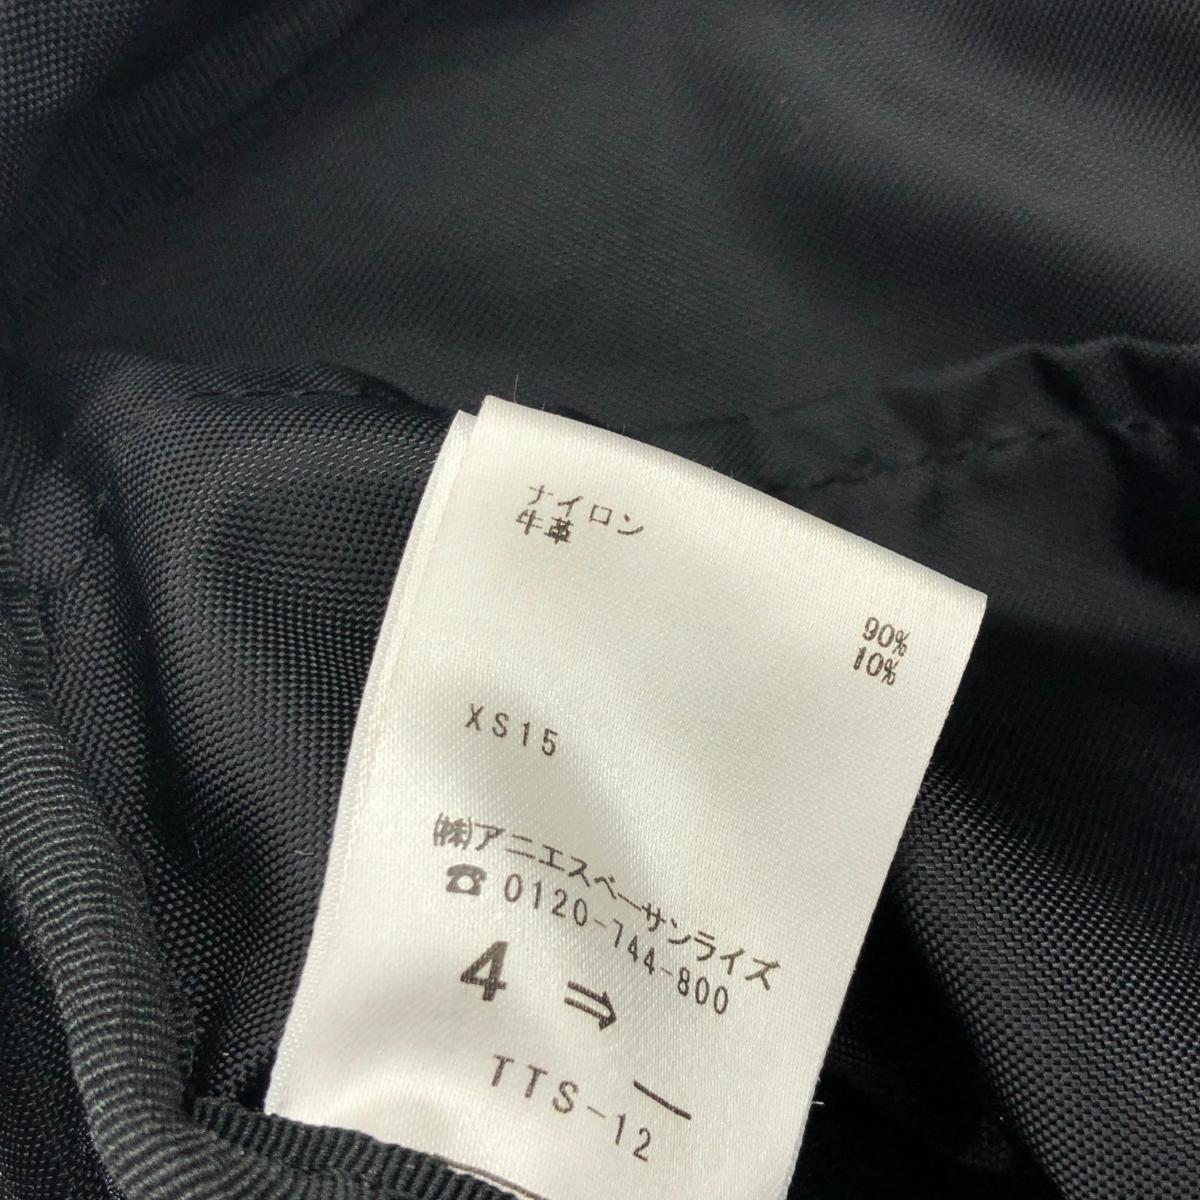 ナイロン 90%
牛革 10%
XS15
㈱アニエスベーサンライズ
☎ 0120-744-800
4 ⇒
TTS-12